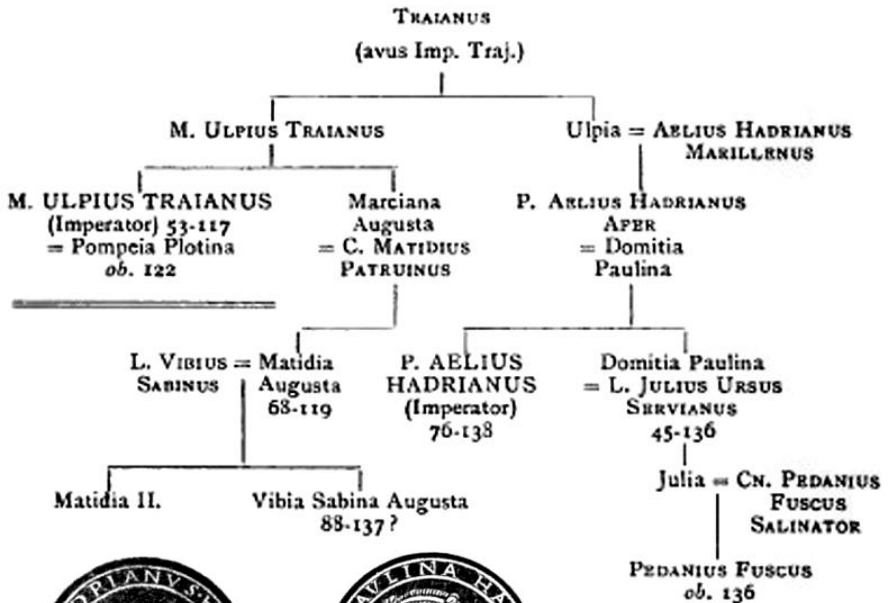 TRAIANUS
(avus Imp. Traj.)
M. ULPIUS TRAIANUS
Ulpia = AELIUS HADRIANUS
MARILLENUS
M. ULPIUS TRAIANUS
(Imperator) 53-117
= Pompeia Plotina
ob. 122
Marciana
Augusta
= C. MATIDIUS
PATRUINUS
P. AELIUS HADRIANUS
AFER
= Domitia
Paulina
L. VIBIUS = Matidia
SABINUS Augusta
68-119
P. AELIUS
HADRIANUS
(Imperator)
76-138
Domitia Paulina
= L. JULIUS URSUS
SERVIANUS
45-136
Matidia II.
Vibia Sabina Augusta
88-137?
Julia = CN. PEDANIUS
FUSCUS
SALINATOR
PEDANIUS FUSCUS
ob. 136